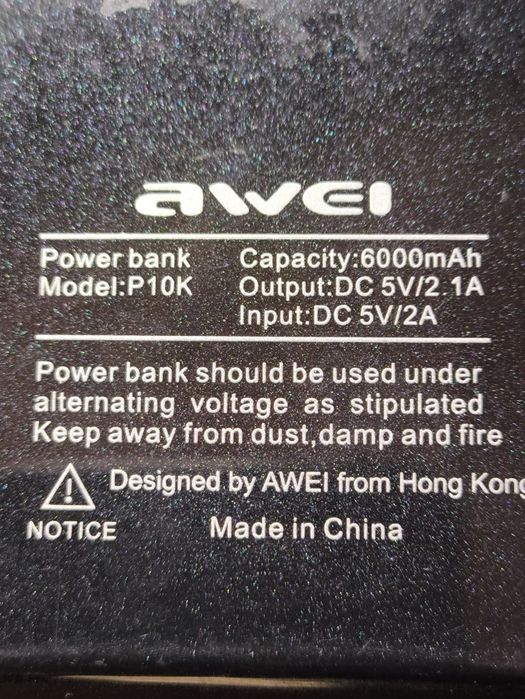 awei
Power bank Capacity:6000mAh
Model:P10K Output:DC 5V/2.1A
Input:DC 5V/2A
Power bank should be used under
alternating voltage as stipulated
Keep away from dust,damp and fire
Designed by AWEI from Hong Kong
NOTICE Made in China